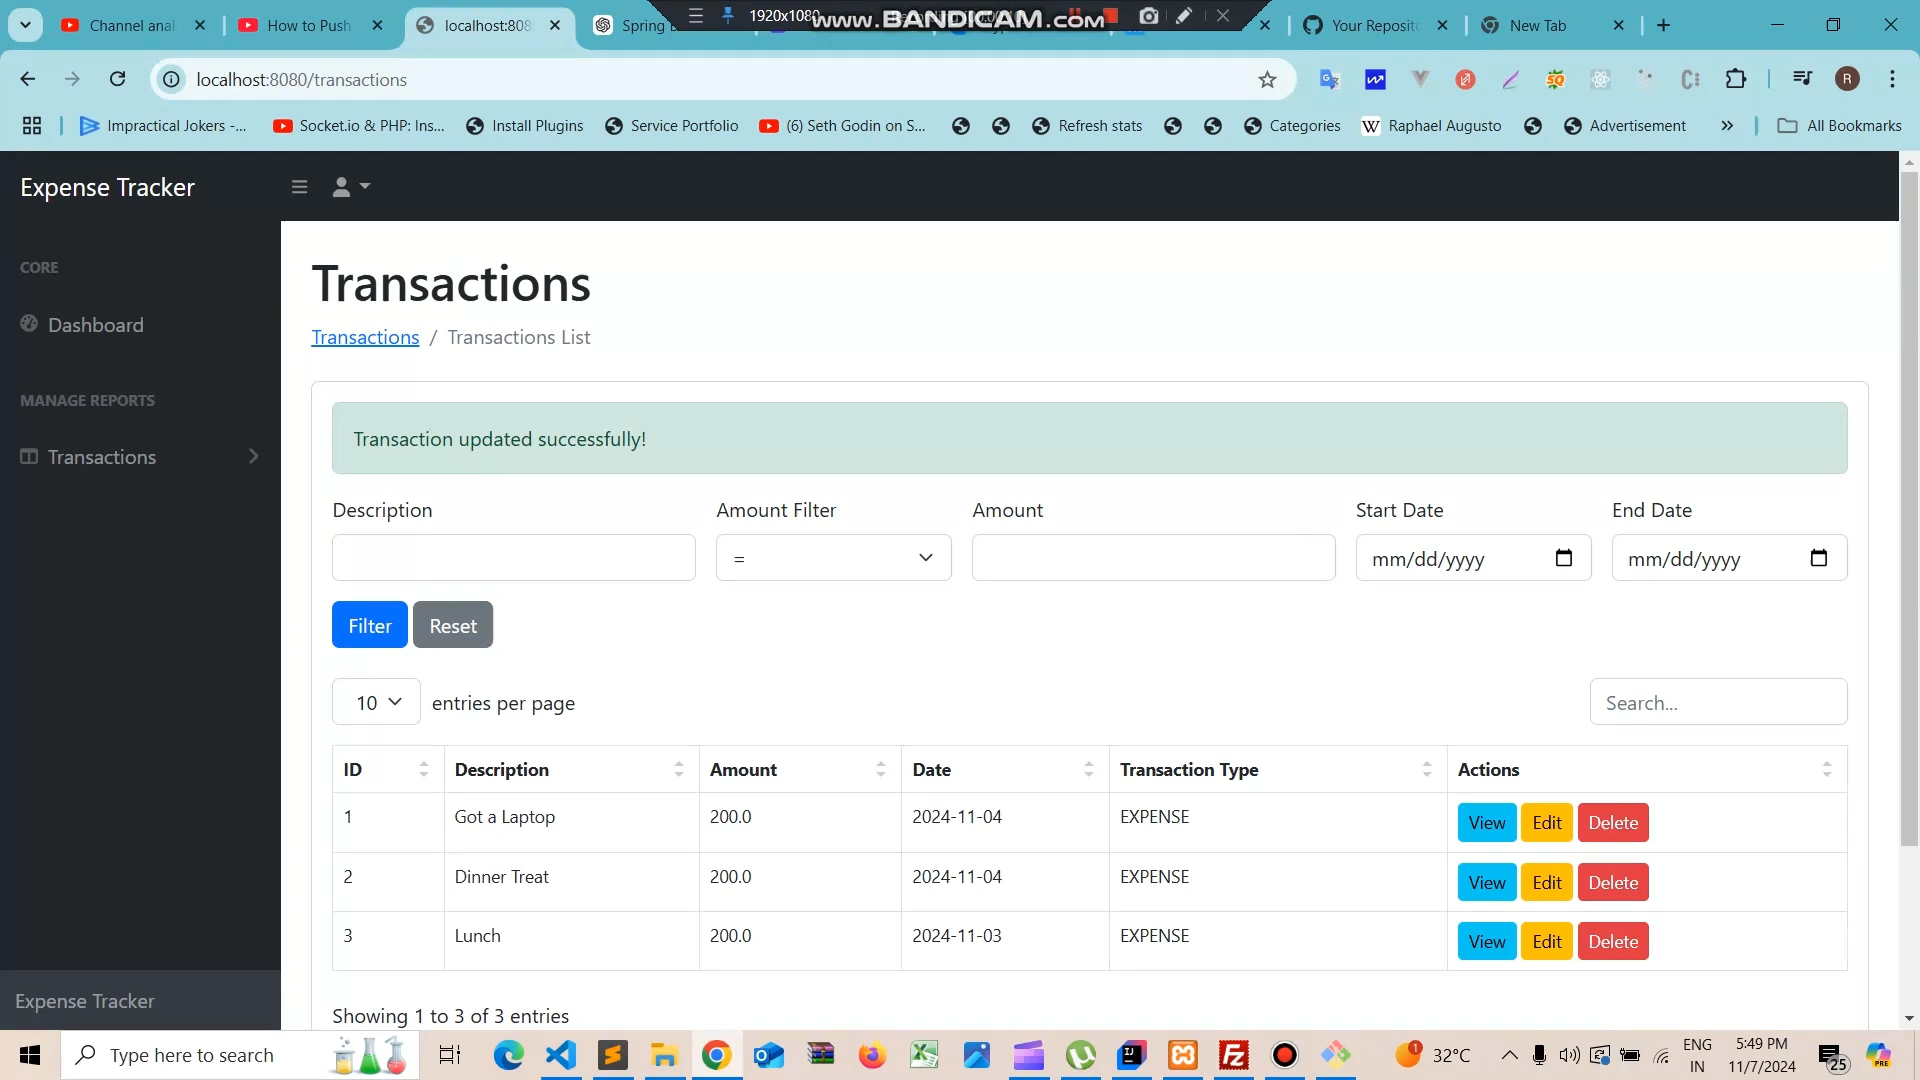 Channel anal
How to Push
localhost:808
Spring
1920x1080
www.BANDICAM.com
Your Reposito
New Tab
localhost:8080/transactions
R
Impractical Jokers -...
Socket.io & PHP: Ins...
Install Plugins
Service Portfolio
(6) Seth Godin on S...
Refresh stats
Categories
W Raphael Augusto
Advertisement
All Bookmarks
Expense Tracker
CORE
Dashboard
MANAGE REPORTS
Transactions
Expense Tracker
Transactions
Transactions / Transactions List
Transaction updated successfully!
Description Amount Filter Amount Start Date End Date
= mm/dd/yyyy mm/dd/yyyy
Filter Reset
10 entries per page Search...
ID Description Amount Date Transaction Type Actions
1 Got a Laptop 200.0 2024-11-04 EXPENSE View Edit Delete
2 Dinner Treat 200.0 2024-11-04 EXPENSE View Edit Delete
3 Lunch 200.0 2024-11-03 EXPENSE View Edit Delete
Showing 1 to 3 of 3 entries
Type here to search
1
32°C
ENG
IN
5:49 PM
11/7/2024
25